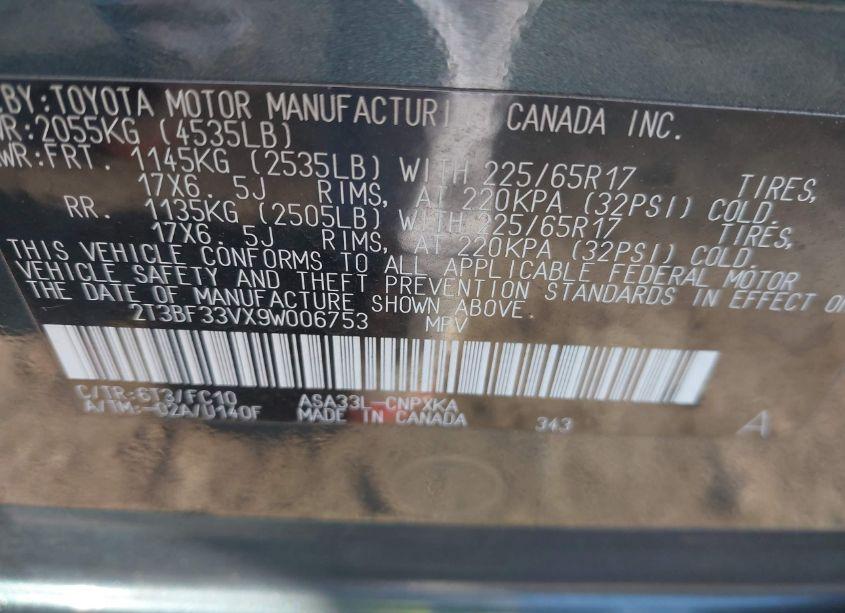 .BY:TOYOTA MOTOR MANUFACTURI CANADA INC.
WR:2055KG (4535LB)
WR:FRT. 1145KG (2535LB) WITH 225/65R17 TIRES,
17X6. 5J RIMS, AT 220KPA (32PSI) COLD.
RR. 1135KG (2505LB) WITH 225/65R17 TIRES,
17X6. 5J RIMS, AT 220KPA (32PSI) COLD.
THIS VEHICLE CONFORMS TO ALL APPLICABLE FEDERAL MOTOR
VEHICLE SAFETY AND THEFT PREVENTION STANDARDS IN EFFECT ON
THE DATE OF MANUFACTURE SHOWN ABOVE.
2T3BF33VX9W006753 MPV
C/TR:6T3/FC10 ASA33L-CNPXKA
A/TM:-02A/U140F MADE IN CANADA 343 A